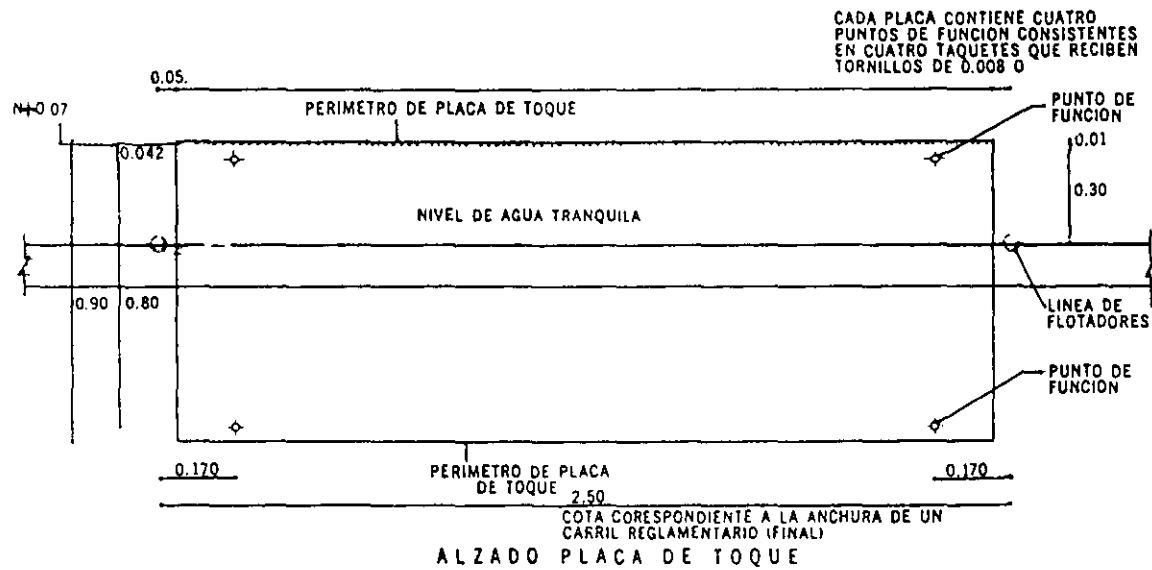 CADA PLACA CONTIENE CUATRO
PUNTOS DE FUNCION CONSISTENTES
EN CUATRO TAQUETES QUE RECIBEN
TORNILLOS DE 0.008 O
0.05.
N+0 07
PERIMETRO DE PLACA DE TOQUE
PUNTO DE
FUNCION
0.042
0.01
0.30
NIVEL DE AGUA TRANQUILA
0.90
0.80
LINEA DE
FLOTADORES
PUNTO DE
FUNCION
0.170
PERIMETRO DE PLACA
DE TOQUE
0.170
2.50
COTA CORESPONDIENTE A LA ANCHURA DE UN
CARRIL REGLAMENTARIO (FINAL)
ALZADO PLACA DE TOQUE